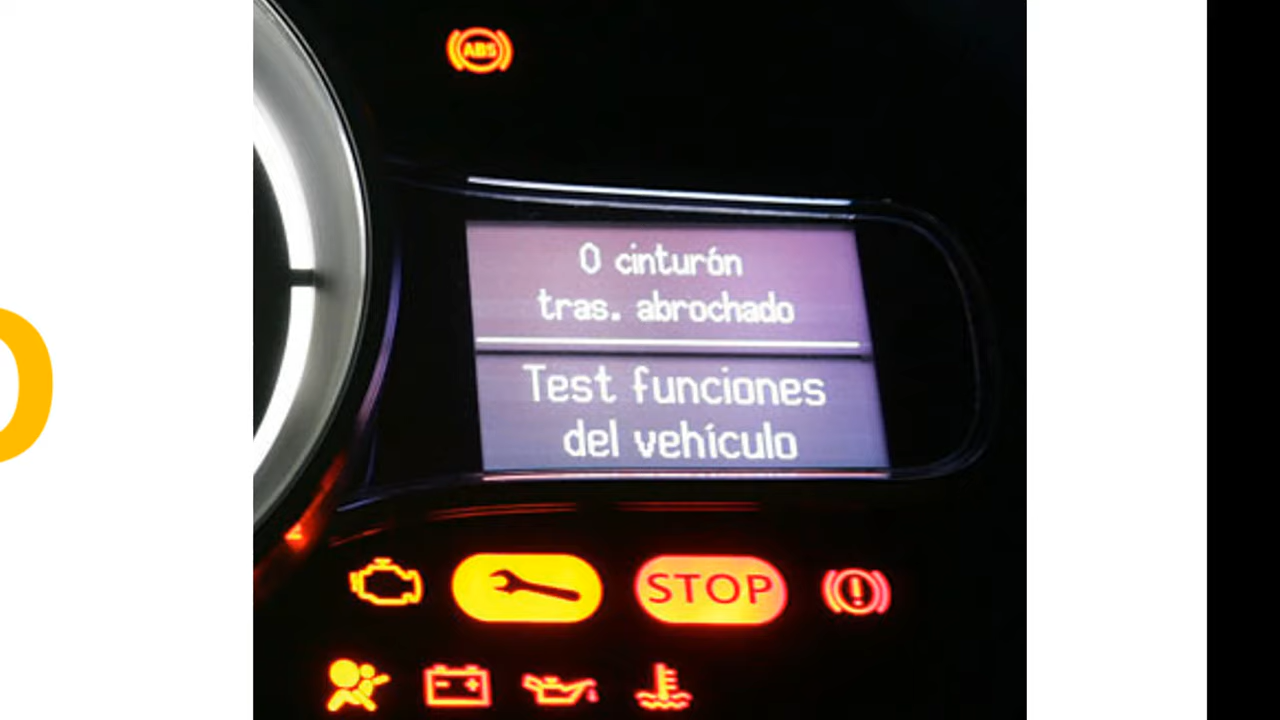 ABS
0 cinturón
tras. abrochado
Test funciones
del vehículo
STOP